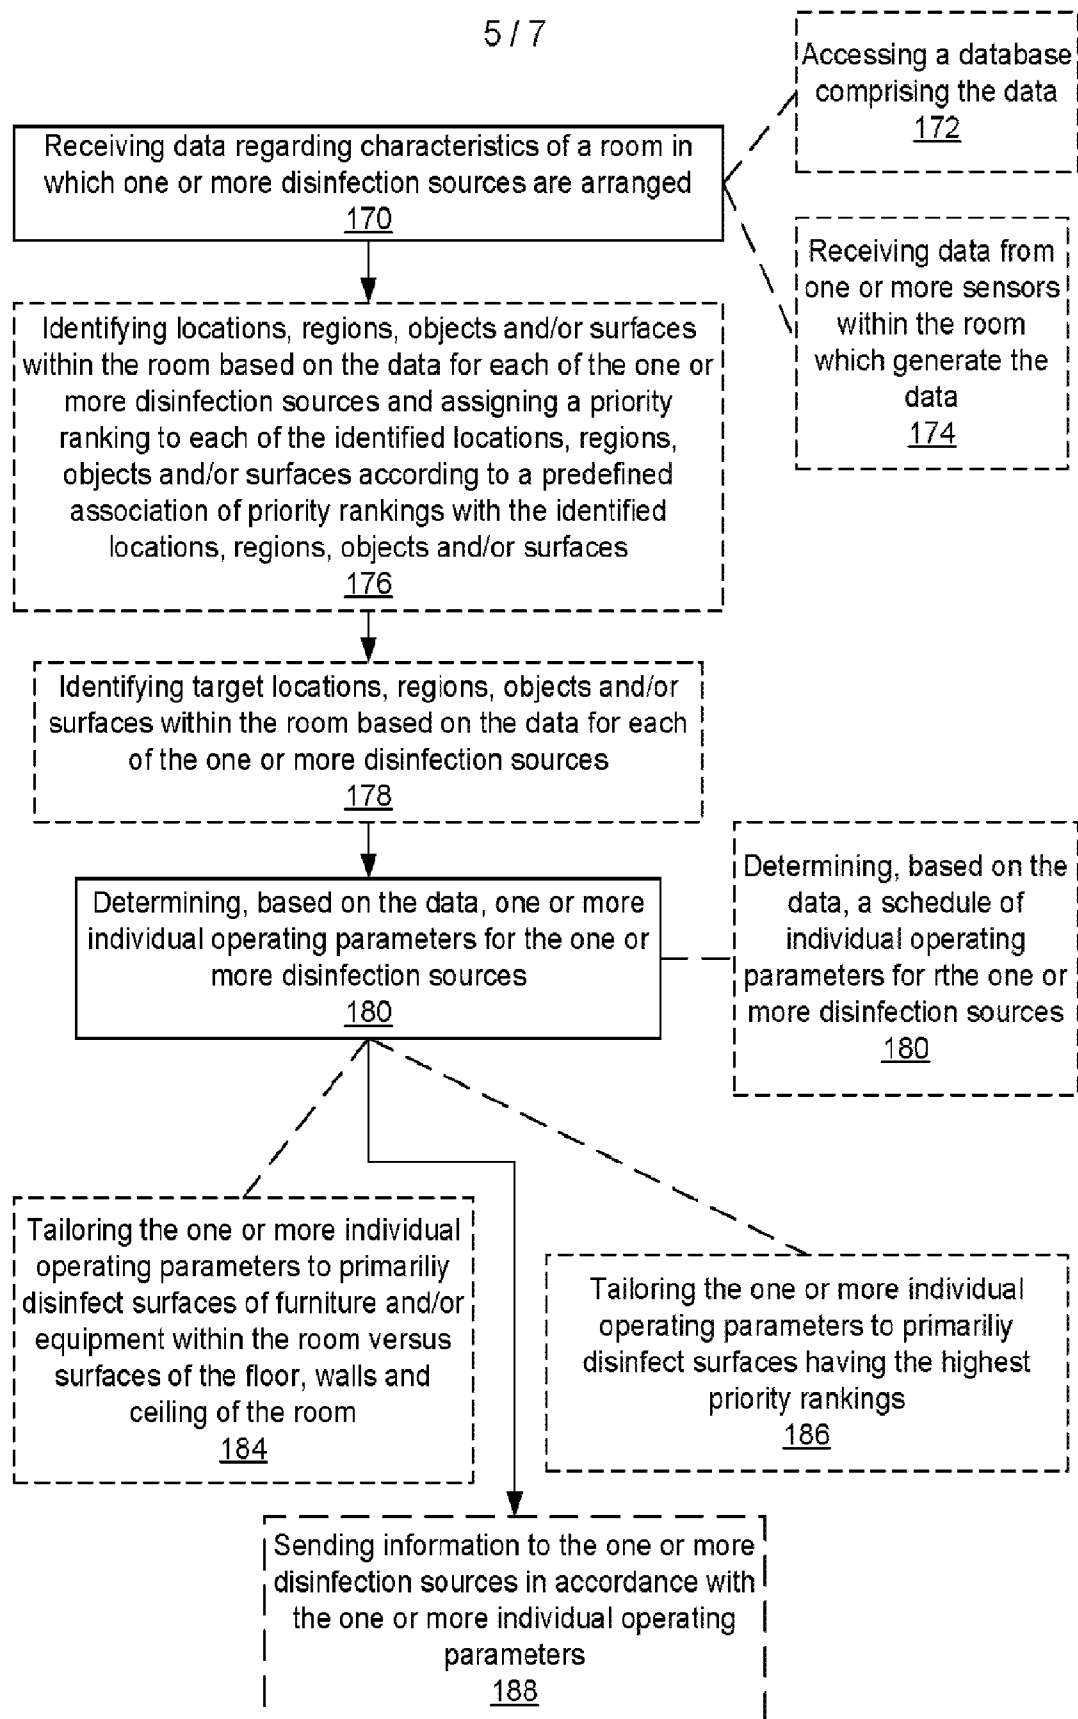 5 / 7
Accessing a database
comprising the data
172
Receiving data regarding characteristics of a room in
which one or more disinfection sources are arranged
170
Receiving data from
one or more sensors
within the room
which generate the
data
174
Identifying locations, regions, objects and/or surfaces
within the room based on the data for each of the one or
more disinfection sources and assigning a priority
ranking to each of the identified locations, regions,
objects and/or surfaces according to a predefined
association of priority rankings with the identified
locations, regions, objects and/or surfaces
176
Identifying target locations, regions, objects and/or
surfaces within the room based on the data for each
of the one or more disinfection sources
178
Determining, based on the data, one or more
individual operating parameters for the one or
more disinfection sources
180
Determining, based on the
data, a schedule of
individual operating
parameters for rthe one or
more disinfection sources
180
Tailoring the one or more individual
operating parameters to primariliy
disinfect surfaces of furniture and/or
equipment within the room versus
surfaces of the floor, walls and
ceiling of the room
184
Tailoring the one or more individual
operating parameters to primariliy
disinfect surfaces having the highest
priority rankings
186
Sending information to the one or more
disinfection sources in accordance with
the one or more individual operating
parameters
188